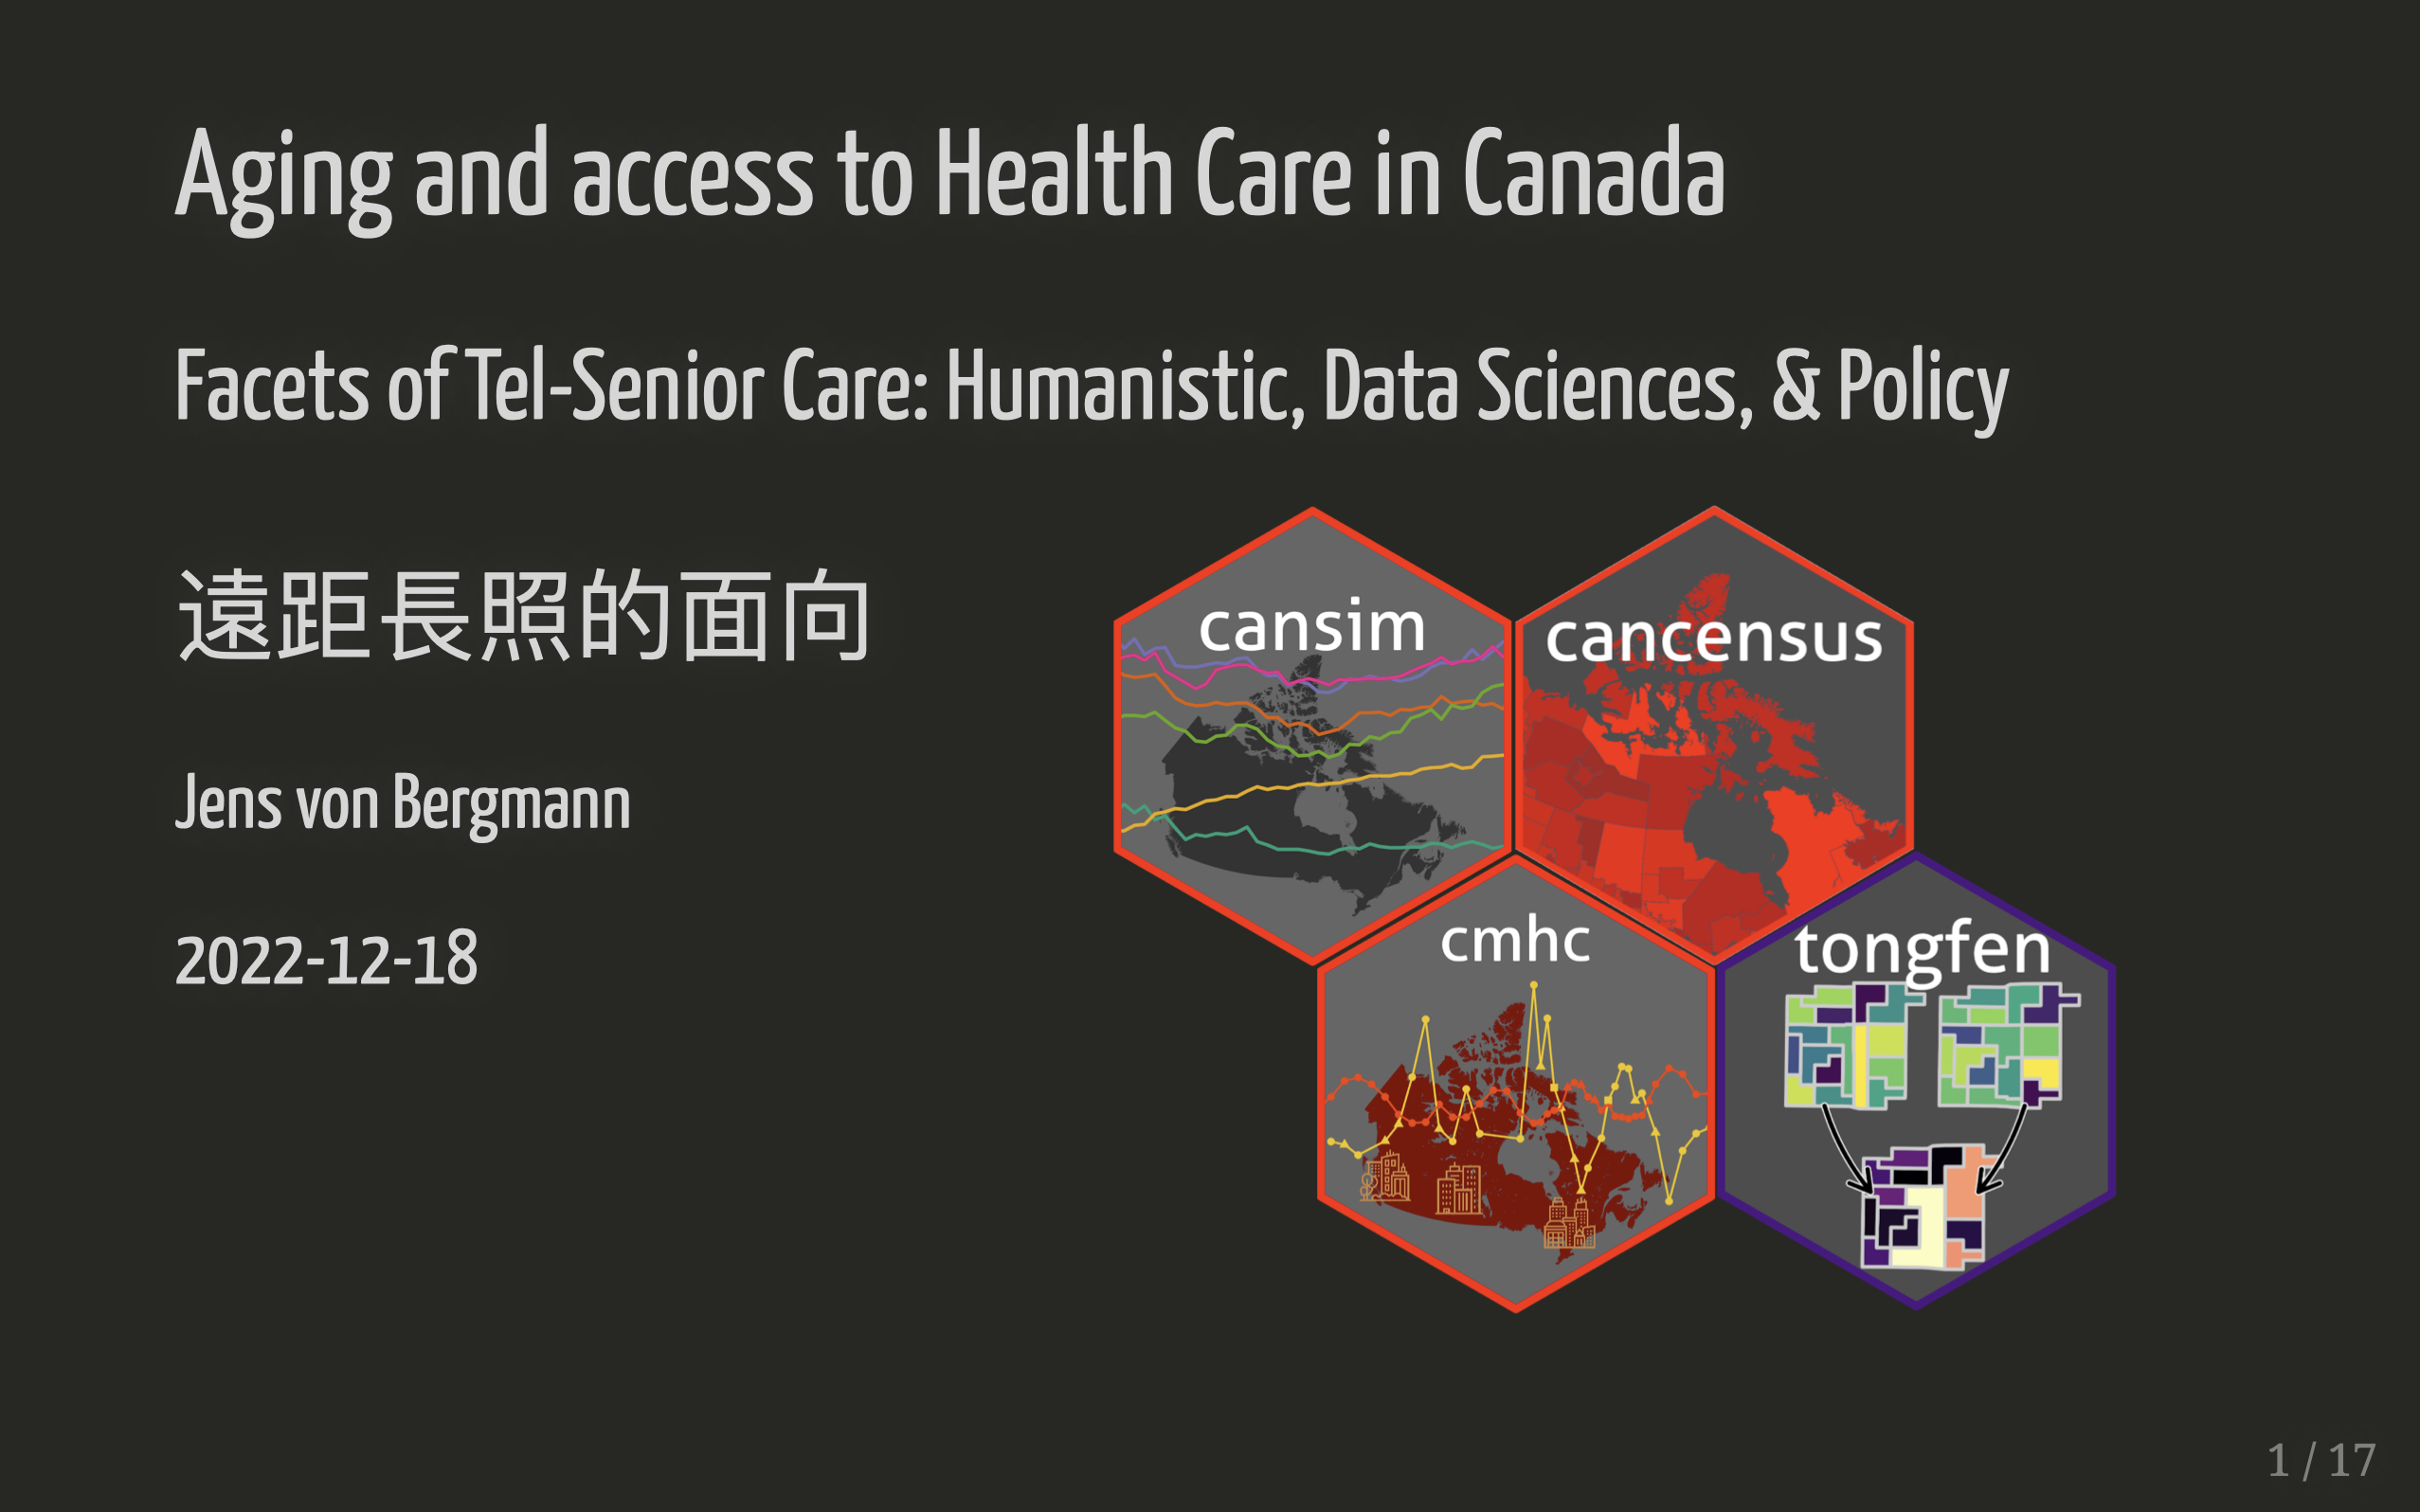 Aging and access to Health Care in Canada
Facets of Tel-Senior Care: Humanistic, Data Sciences, & Policy
遠距長照的面向
Jens von Bergmann
2022-12-18
cansim
cancensus
cmhc
tongfen
1 / 17